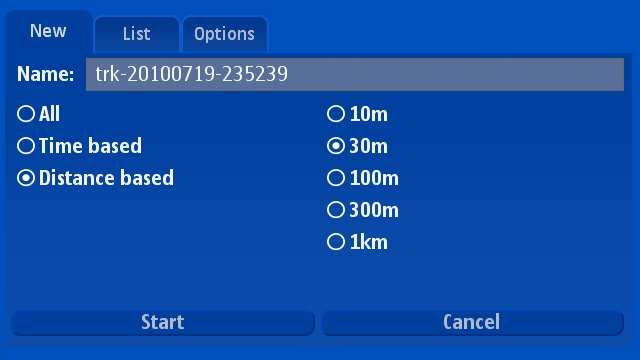 New List Options
Name: trk-20100719-235239
All 10m
Time based 30m
Distance based 100m
300m
1km
Start Cancel